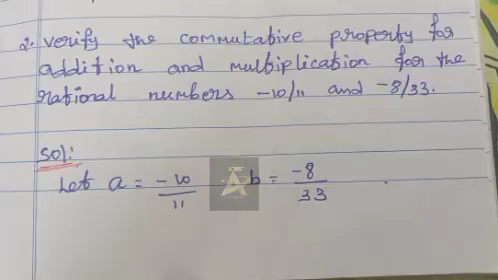 2. verify the commutative property for
addition and multiplication for the
rational numbers -10/11 and -8/33.
Sol:
Let a = -10/11 b = -8/33